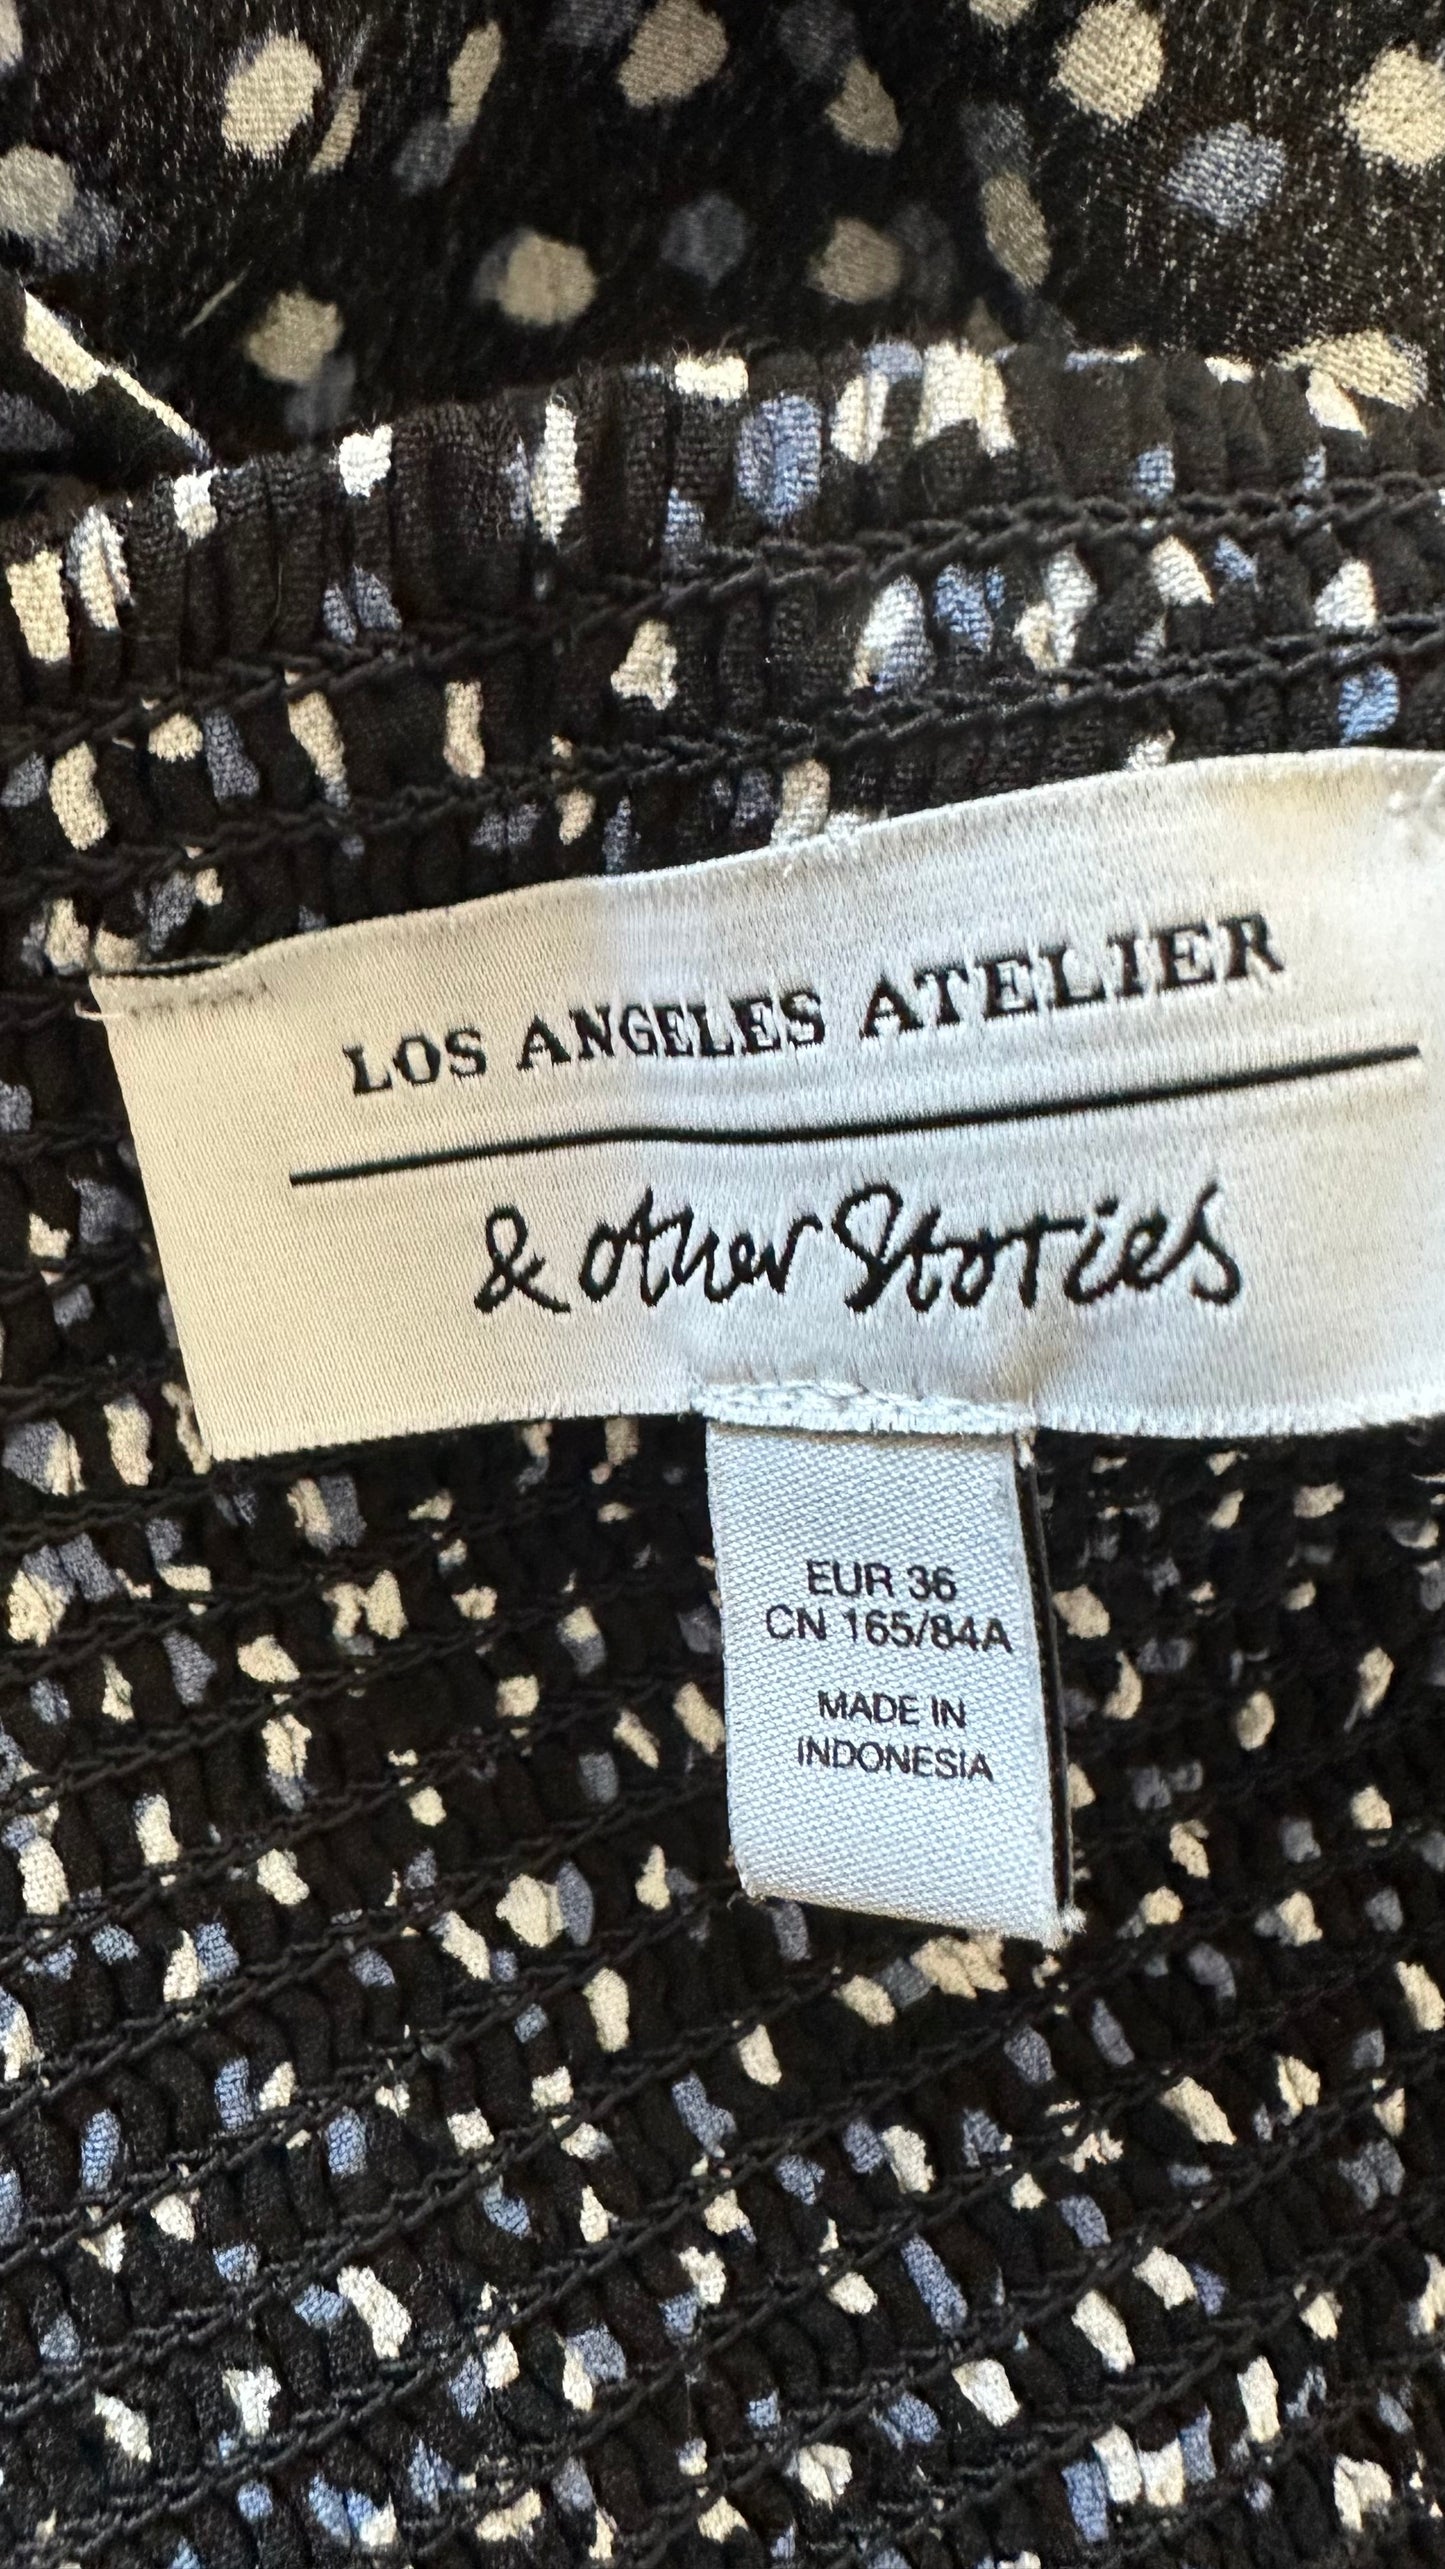 LOS ANGELES ATELIER
& other Stories
EUR 36
CN 165/84A
MADE IN
INDONESIA